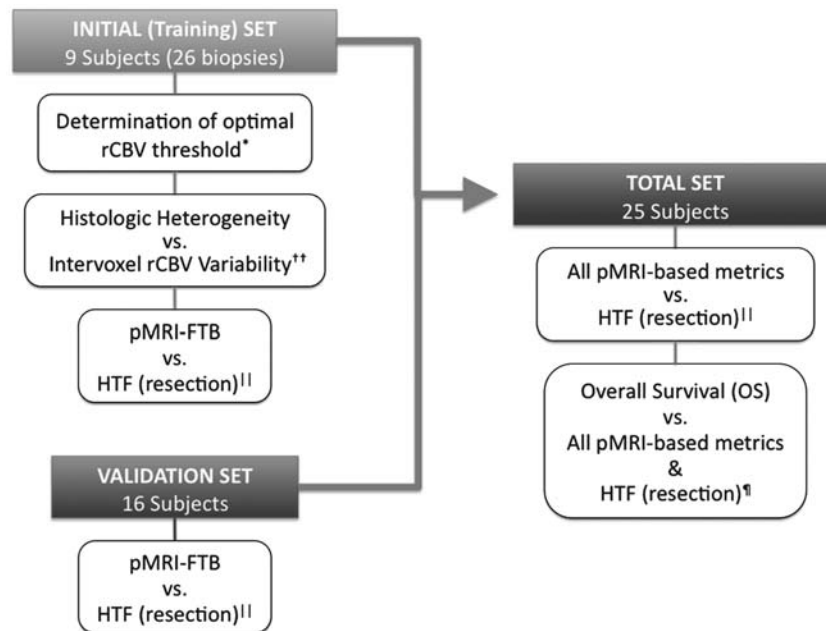 INITIAL (Training) SET
9 Subjects (26 biopsies)
Determination of optimal
rCBV threshold*
Histologic Heterogeneity
vs.
Intervoxel rCBV Variability††
pMRI-FTB
vs.
HTF (resection)||
VALIDATION SET
16 Subjects
pMRI-FTB
vs.
HTF (resection)||
TOTAL SET
25 Subjects
All pMRI-based metrics
vs.
HTF (resection)||
Overall Survival (OS)
vs.
All pMRI-based metrics
&
HTF (resection)¶